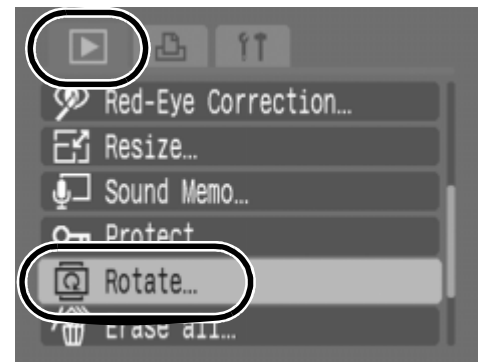 Red-Eye Correction...
Resize...
Sound Memo...
Protect
Rotate...
Erase all...